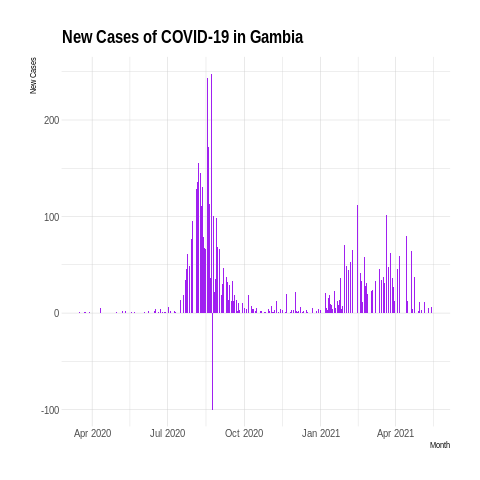 New Cases of COVID-19 in Gambia
New Cases
200
100
0
-100
Apr 2020 Jul 2020 Oct 2020 Jan 2021 Apr 2021
Month